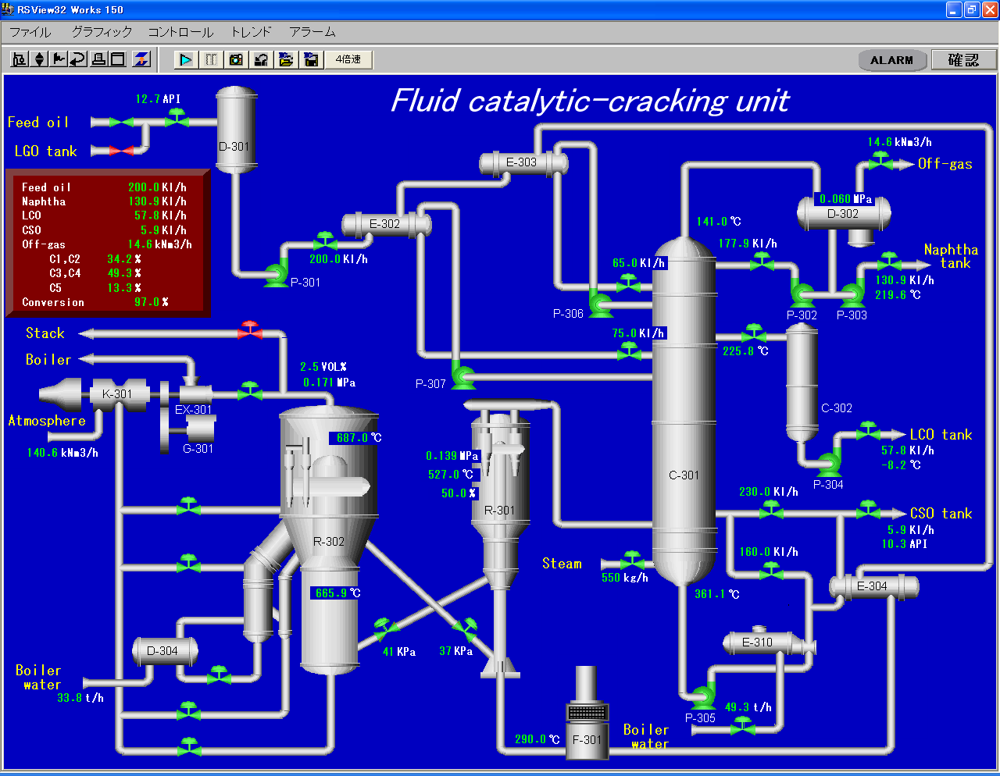 RSView32 Works 150
ファイル グラフィック コントロール トレンド アラーム
4倍速 ALARM 確認
Fluid catalytic-cracking unit
12.7 API
Feed oil
LGO tank
D-301
Feed oil 200.0 Kl/h
Naphtha 130.9 Kl/h
LCO 57.8 Kl/h
CSO 5.9 Kl/h
Off-gas 14.6 kNm3/h
C1,C2 34.2 %
C3,C4 49.3 %
C5 13.3 %
Conversion 97.0 %
E-303
E-302
200.0 Kl/h
P-301
14.6 kNm3/h
Off-gas
0.060 MPa
D-302
141.0 ℃
177.9 Kl/h
65.0 Kl/h
Naphtha
tank
130.9 Kl/h
219.6 ℃
P-306
P-302
P-303
75.0 Kl/h
225.8 ℃
P-307
C-302
Stack
Boiler
2.5 VOL%
0.171 MPa
K-301
EX-301
G-301
Atmosphere
140.6 kNm3/h
687.0 ℃
0.139 MPa
527.0 ℃
50.0 %
R-301
C-301
LCO tank
57.8 Kl/h
-8.2 ℃
P-304
230.0 Kl/h
CSO tank
5.9 Kl/h
10.3 API
R-302
Steam
550 kg/h
160.0 Kl/h
E-304
665.9 ℃
361.1 ℃
41 KPa
37 KPa
E-310
D-304
Boiler
water
33.8 t/h
P-305
49.3 t/h
290.0 ℃
F-301
Boiler
water